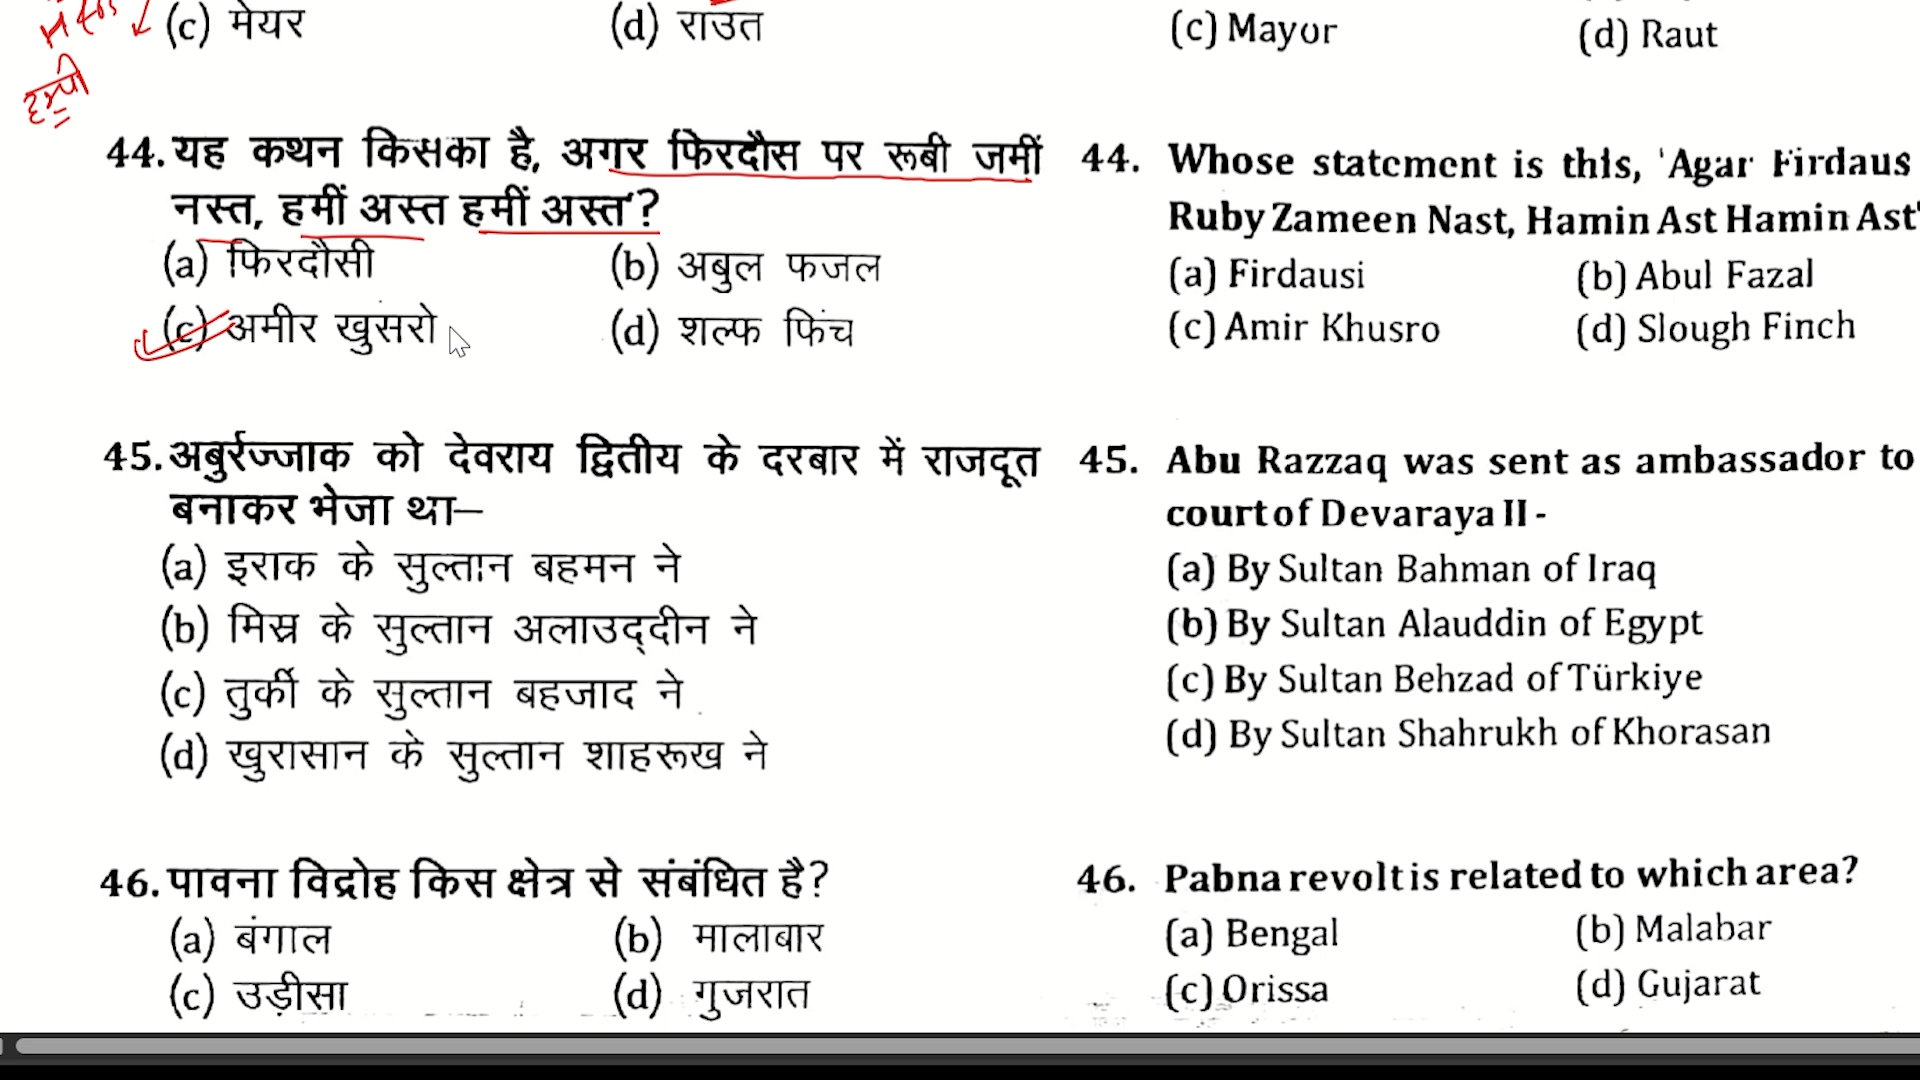 (c) मेयर
(d) राउत
हम्पी
44. यह कथन किसका है, अगर फिरदौस पर रूबी जमीं
नस्त, हमीं अस्त हमीं अस्त'?
(a) फिरदौसी
(b) अबुल फजल
(c) अमीर खुसरो
(d) शल्फ फिंच
45. अबुर्रज्जाक को देवराय द्वितीय के दरबार में राजदूत
बनाकर भेजा था–
(a) इराक के सुल्तान बहमन ने
(b) मिस्र के सुल्तान अलाउद्दीन ने
(c) तुर्की के सुल्तान बहजाद ने
(d) खुरासान के सुल्तान शाहरूख ने
46. पावना विद्रोह किस क्षेत्र से संबंधित है?
(a) बंगाल
(b) मालाबार
(c) उड़ीसा
(d) गुजरात
(c) Mayor
(d) Raut
44. Whose statement is this, 'Agar Firdaus
Ruby Zameen Nast, Hamin Ast Hamin Ast'
(a) Firdausi
(b) Abul Fazal
(c) Amir Khusro
(d) Slough Finch
45. Abu Razzaq was sent as ambassador to
court of Devaraya II -
(a) By Sultan Bahman of Iraq
(b) By Sultan Alauddin of Egypt
(c) By Sultan Behzad of Türkiye
(d) By Sultan Shahrukh of Khorasan
46. Pabna revolt is related to which area?
(a) Bengal
(b) Malabar
(c) Orissa
(d) Gujarat